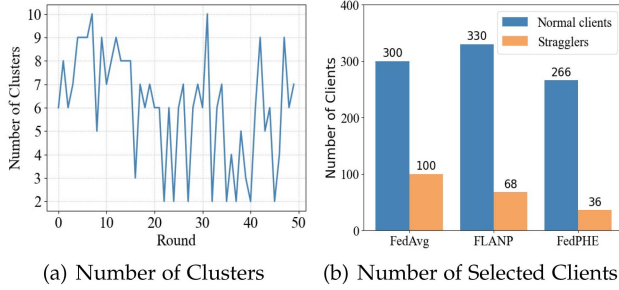 10
9
8
7
6
5
4
3
2
Number of Clusters
0
10
20
30
40
50
Round
(a) Number of Clusters
400
300
200
100
0
Number of Clients
Normal clients
Stragglers
300
100
330
68
266
36
FedAvg
FLANP
FedPHE
(b) Number of Selected Clients